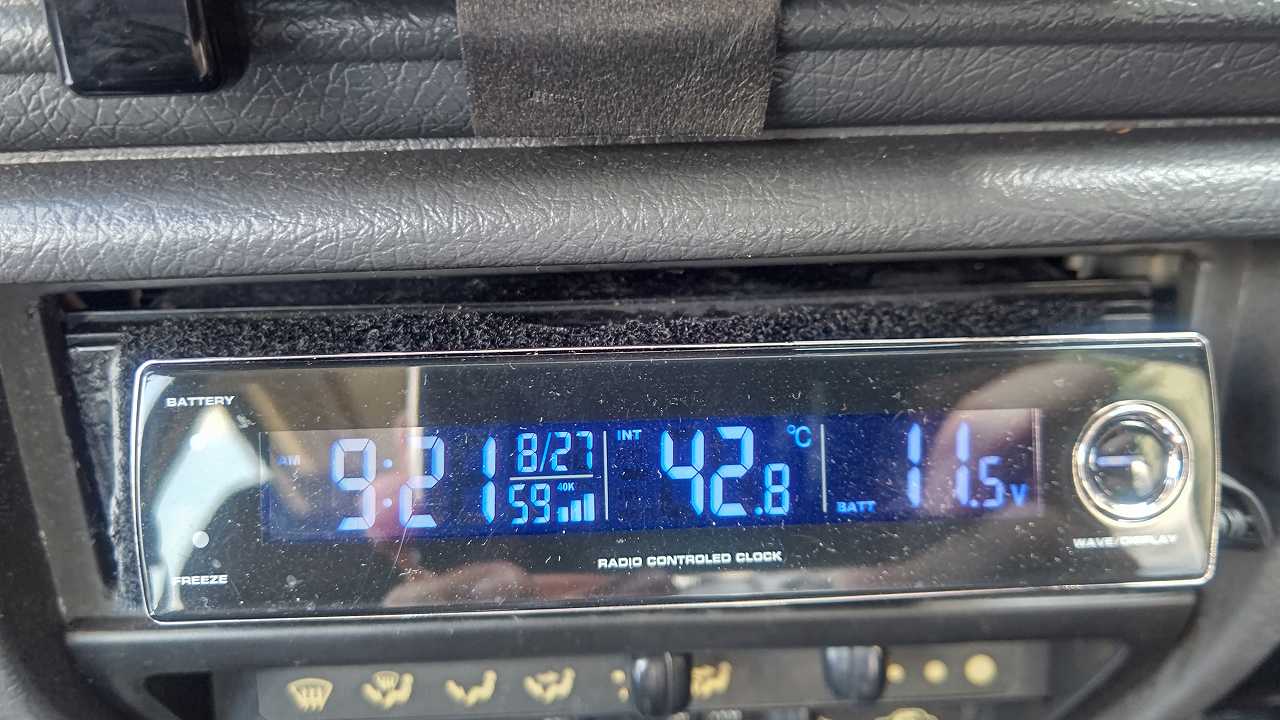 BATTERY
AM 9:21 8/27 59 40K INT 42.8 °C BATT 11.5 V
WAVE/DISPLAY
RADIO CONTROLED CLOCK
FREEZE